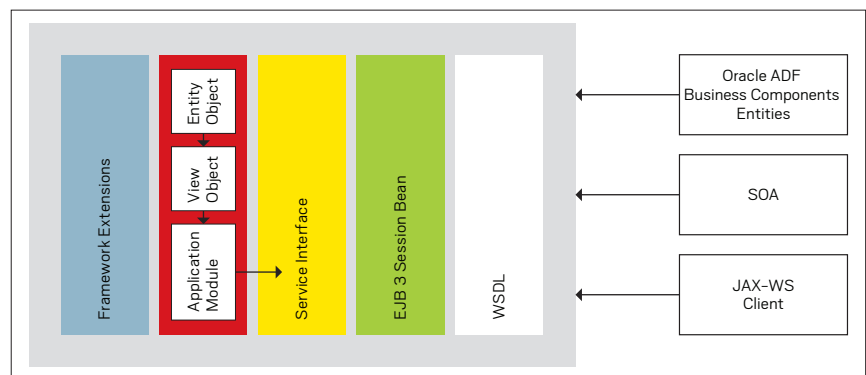 Framework Extensions
Entity
Object
View
Object
Application
Module
Service Interface
EJB 3 Session Bean
WSDL
Oracle ADF
Business Components
Entities
SOA
JAX–WS
Client